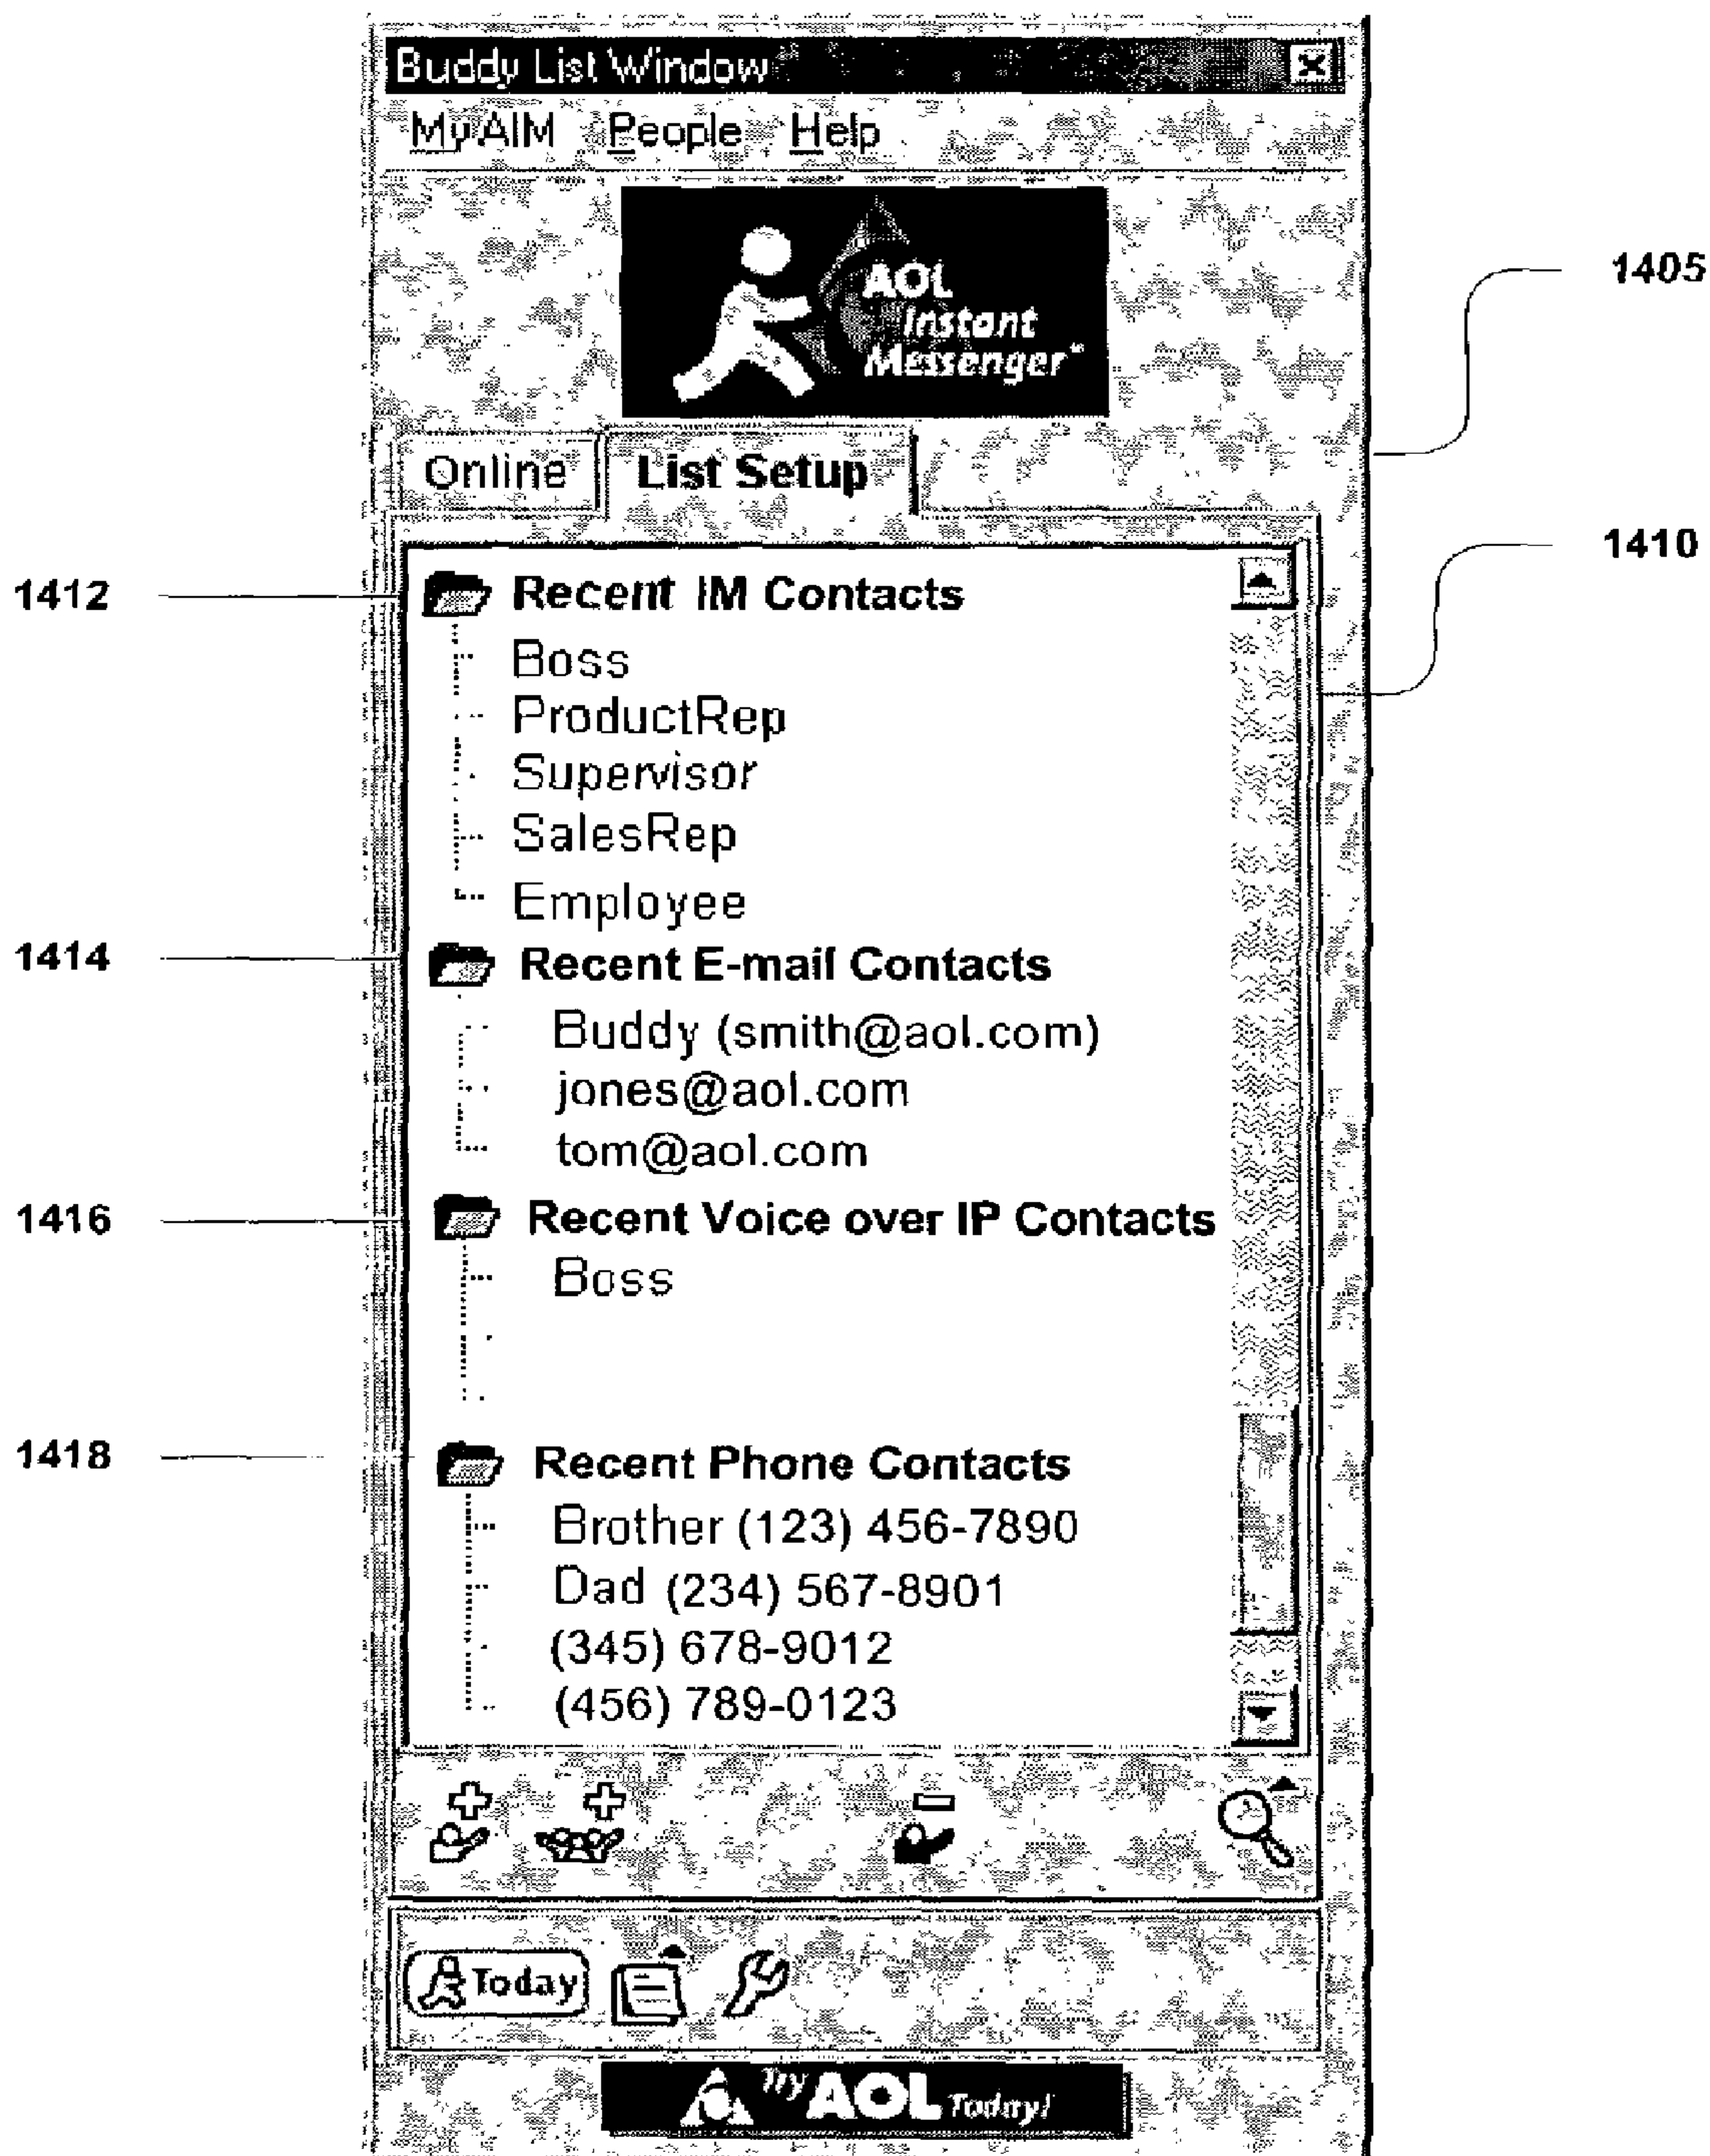 Buddy List Window
My AIM People Help
AOL
Instant
Messenger
1405
Online List Setup
1410
1412 Recent IM Contacts
Boss
ProductRep
Supervisor
SalesRep
Employee
1414 Recent E-mail Contacts
Buddy (smith@aol.com)
jones@aol.com
tom@aol.com
1416 Recent Voice over IP Contacts
Boss
1418 Recent Phone Contacts
Brother (123) 456-7890
Dad (234) 567-8901
(345) 678-9012
(456) 789-0123
Today
Try AOL Today!